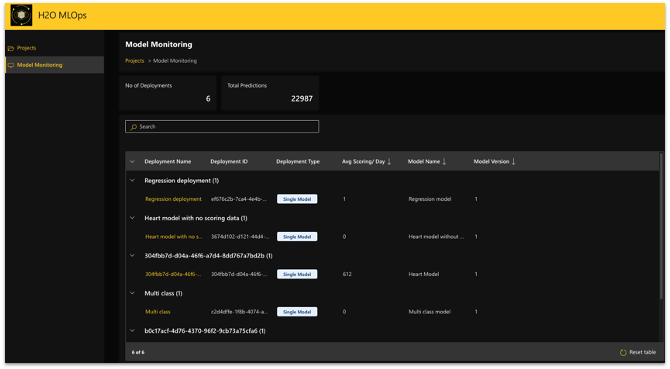 H2O MLOps
Projects
Model Monitoring
Model Monitoring
Projects > Model Monitoring
No of Deployments
6
Total Predictions
22987
Search
Deployment Name Deployment ID Deployment Type Avg Scoring/ Day ↓ Model Name ↓ Model Version ↓
Regression deployment (1)
Regression deployment ef676c2b-7ca4-4e4b-... Single Model 1 Regression model 1
Heart model with no scoring data (1)
Heart model with no s... 3674d102-d121-44d4-... Single Model 0 Heart model without ... 1
304fbb7d-d04a-46f6-a7d4-8dd767a7bd2b (1)
304fbb7d-d04a-46f6-... 304fbb7d-d04a-46f6-... Single Model 612 Heart Model 1
Multi class (1)
Multi class r2d4dffe-1f8b-4074-a... Single Model 0 Multi class model 1
b0c17acf-4d76-4370-96f2-9cb73a75cfa6 (1)
6 of 6
Reset table